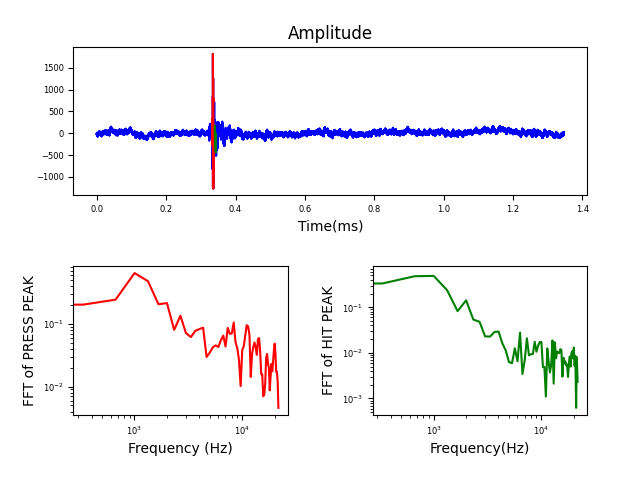 Amplitude
1500
1000
500
0
−500
−1000
0.0 0.2 0.4 0.6 0.8 1.0 1.2 1.4
Time(ms)
FFT of PRESS PEAK
10⁻¹
10⁻²
10³ 10⁴
Frequency (Hz)
FFT of HIT PEAK
10⁻¹
10⁻²
10⁻³
10³ 10⁴
Frequency(Hz)